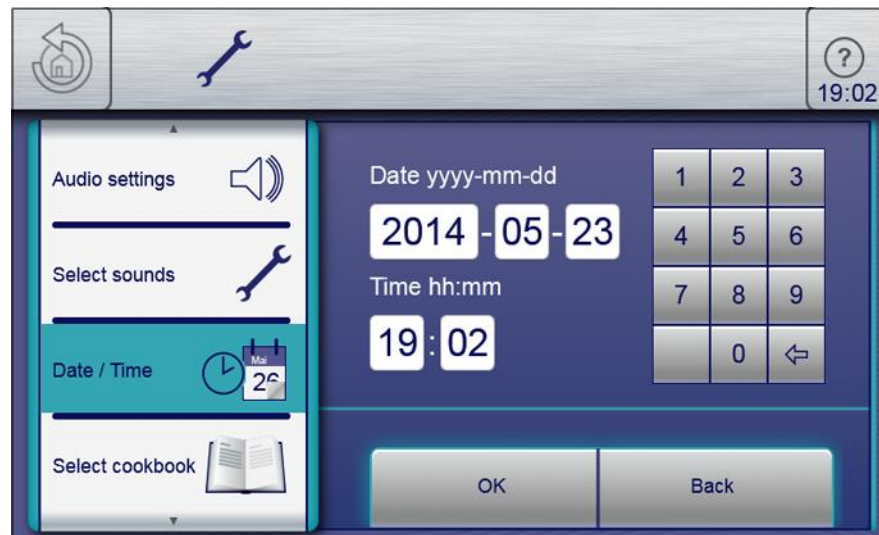 ?
19:02
Audio settings
Select sounds
Date / Time
Mai
26
Select cookbook
Date yyyy-mm-dd
2014 - 05 - 23
Time hh:mm
19 : 02
1 2 3
4 5 6
7 8 9
0
OK
Back